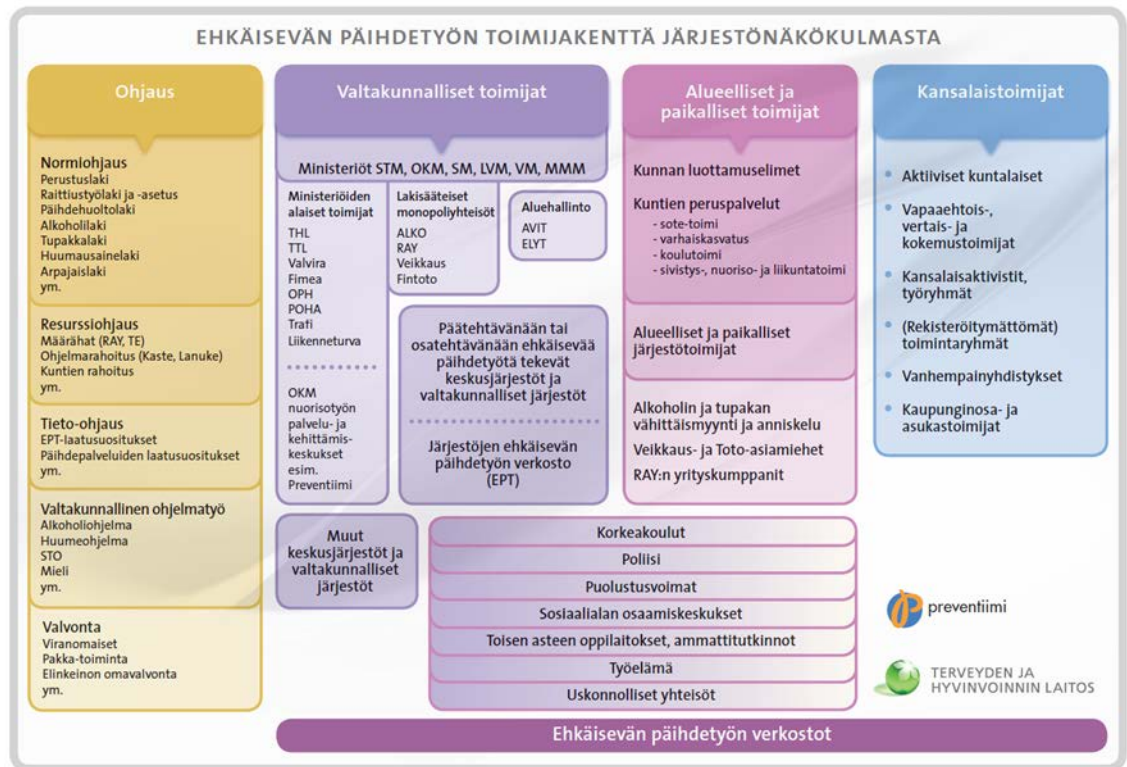 EHKÄISEVÄN PÄIHDETYÖN TOIMIJAKENTTÄ JÄRJESTÖNÄKÖKULMASTA
Ohjaus
Normiohjaus
Perustuslaki
Raittiustyölaki ja -asetus
Päihdehuoltolaki
Alkoholilaki
Tupakkalaki
Huumausainelaki
Arpajaislaki
ym.
Resurssiohjaus
Määrähat (RAY, TE)
Ohjelmarahoitus (Kaste, Lanuke)
Kuntien rahoitus
ym.
Tieto-ohjaus
EPT-laatusuositukset
Päihdepalveluiden laatusuositukset
ym.
Valtakunnallinen ohjelmatyö
Alkoholiohjelma
Huumeohjelma
STO
Mieli
ym.
Valvonta
Viranomaiset
Pakka-toiminta
Elinkeinon omavalvonta
ym.
Valtakunnalliset toimijat
Ministeriöt STM, OKM, SM, LVM, VM, MMM
Ministeriöiden
alaiset toimijat
THL
TTL
Valvira
Fimea
OPH
POHA
Trafi
Liikenneturva
OKM
nuorisotyön
palvelu- ja
kehittämis-
keskukset
esim.
Preventiimi
Lakisääteiset
monopoliyhteisöt
ALKO
RAY
Veikkaus
Fintoto
Aluehallinto
AVIT
ELYT
Päätehtävänään tai
osatehtävänään ehkäisevää
päihdetyötä tekevät
keskusjärjestöt ja
valtakunnalliset järjestöt
Järjestöjen ehkäisevän
päihdetyön verkosto
(EPT)
Muut
keskusjärjestöt ja
valtakunnalliset
järjestöt
Alueelliset ja
paikalliset toimijat
Kunnan luottamuselimet
Kuntien peruspalvelut
- sote-toimi
- varhaiskasvatus
- koulutoimi
- sivistys-, nuoriso- ja liikuntatoimi
Alueelliset ja paikalliset
järjestötoimijat
Alkoholin ja tupakan
vähittäismyynti ja anniskelu
Veikkaus- ja Toto-asiamiehet
RAY:n yrityskumppanit
Korkeakoulut
Poliisi
Puolustusvoimat
Sosiaalialan osaamiskeskukset
Toisen asteen oppilaitokset, ammattitutkinnot
Työelämä
Uskonnolliset yhteisöt
Kansalaistoimijat
• Aktiiviset kuntalaiset
• Vapaaehtois-,
vertais- ja
kokemustoimijat
• Kansalaisaktivistit,
työryhmät
• (Rekisteröitymättömät)
toimintaryhmät
• Vanhempainyhdistykset
• Kaupunginosa- ja
asukastoimijat
preventiimi
TERVEYDEN JA
HYVINVOINNIN LAITOS
Ehkäisevän päihdetyön verkostot